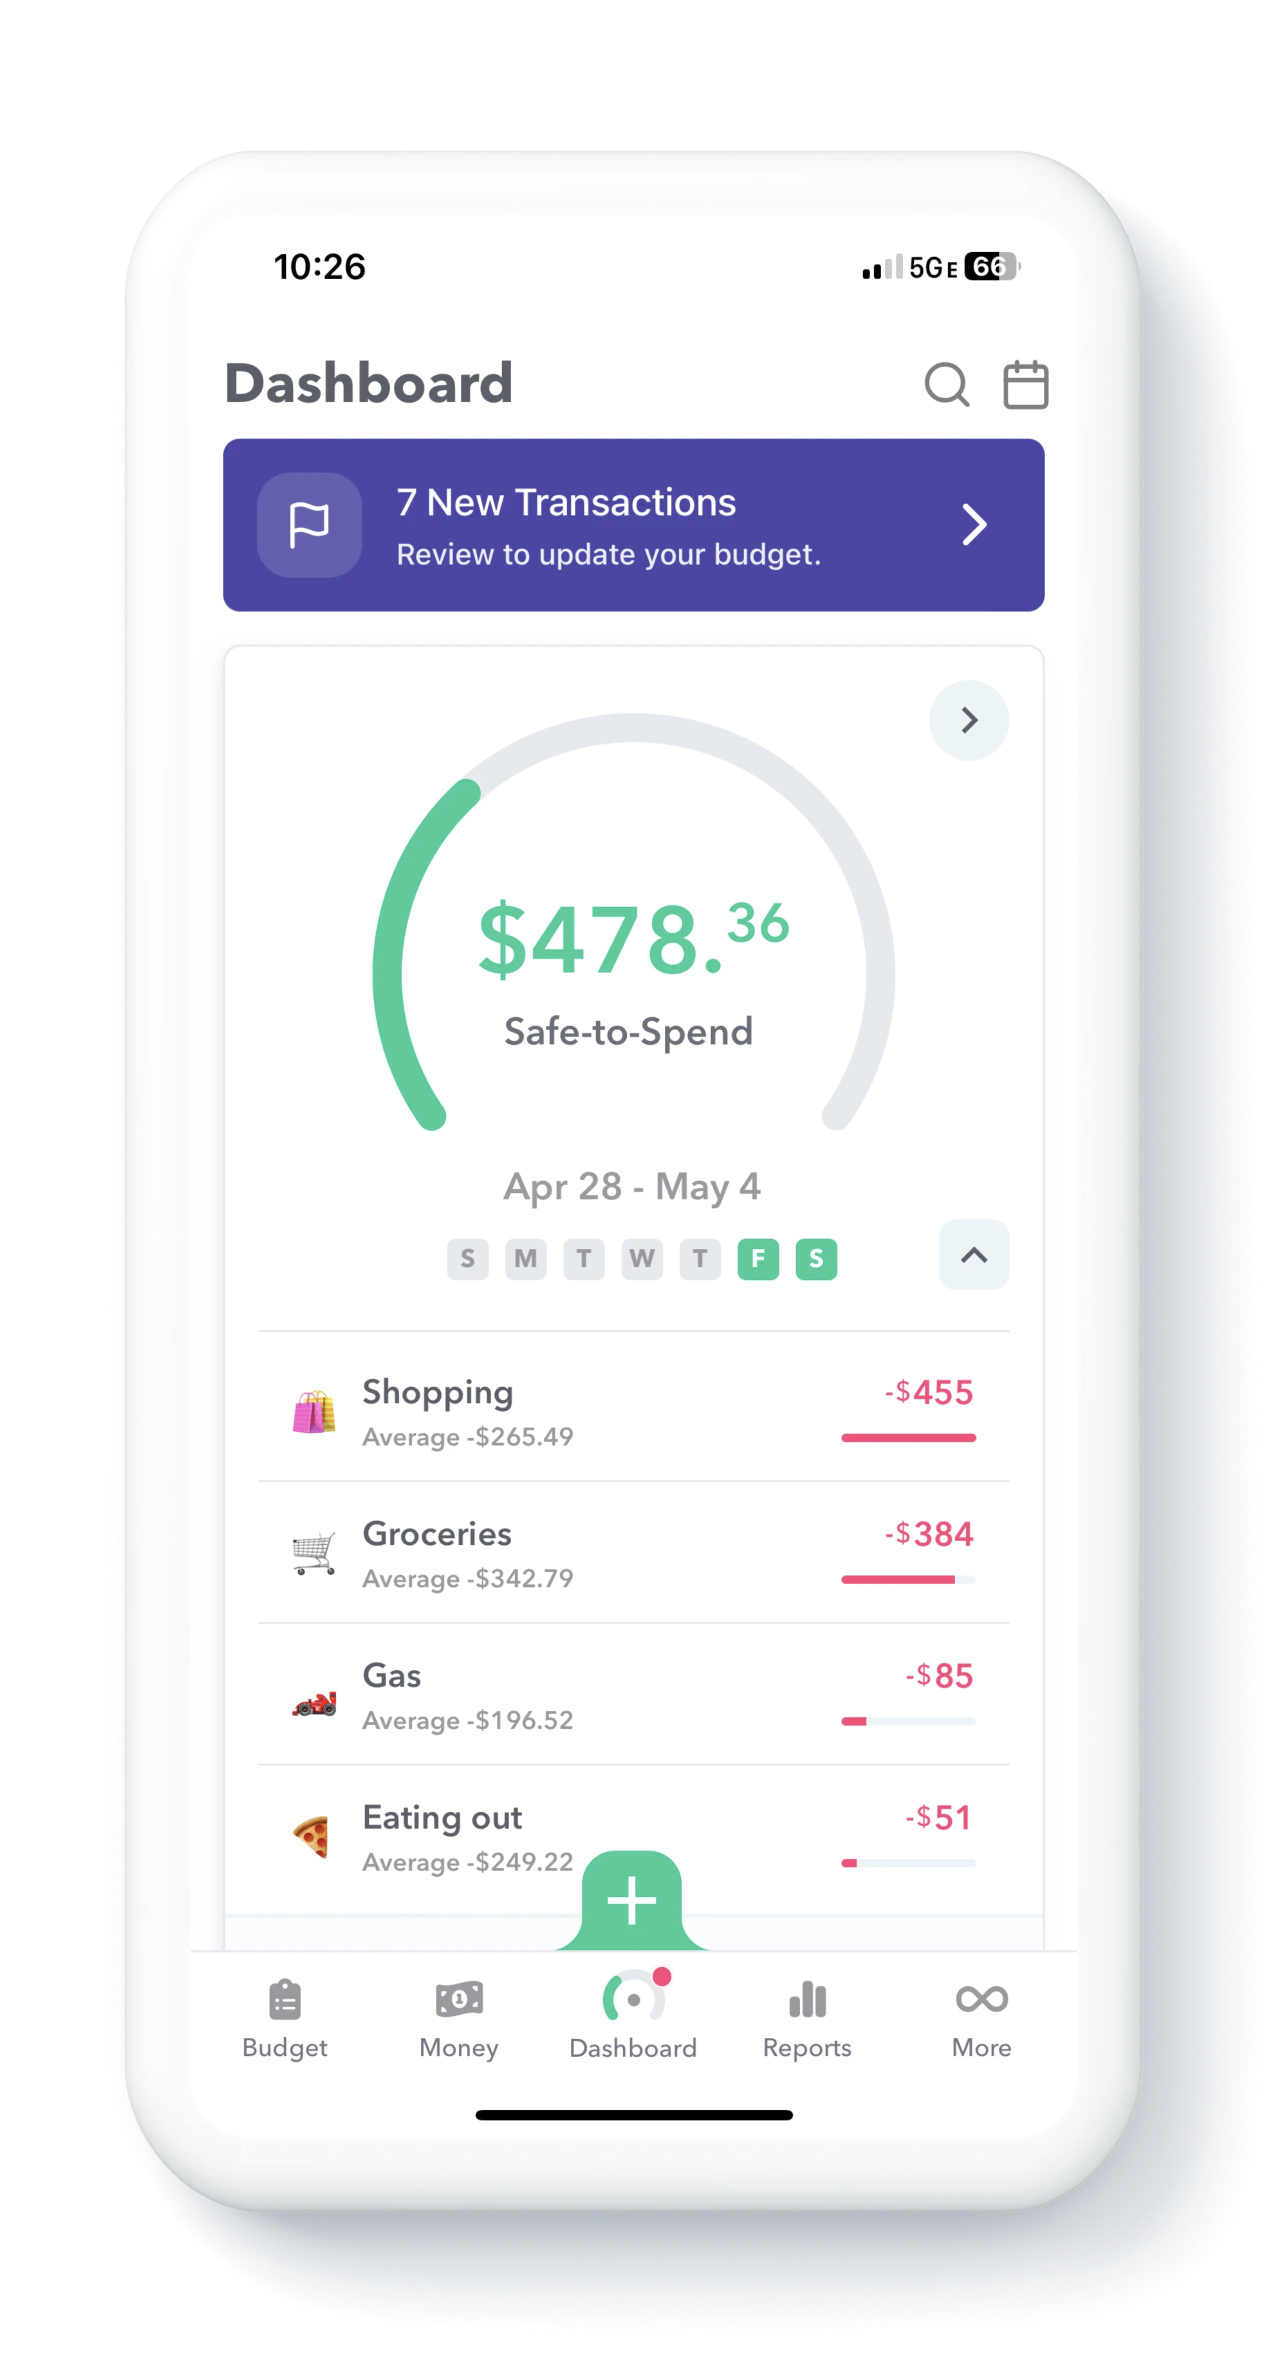 10:26
5GE 66
Dashboard
7 New Transactions
Review to update your budget.
$478.36
Safe-to-Spend
Apr 28 - May 4
S M T W T F S
Shopping -$455
Average -$265.49
Groceries -$384
Average -$342.79
Gas -$85
Average -$196.52
Eating out -$51
Average -$249.22
Budget Money Dashboard Reports More